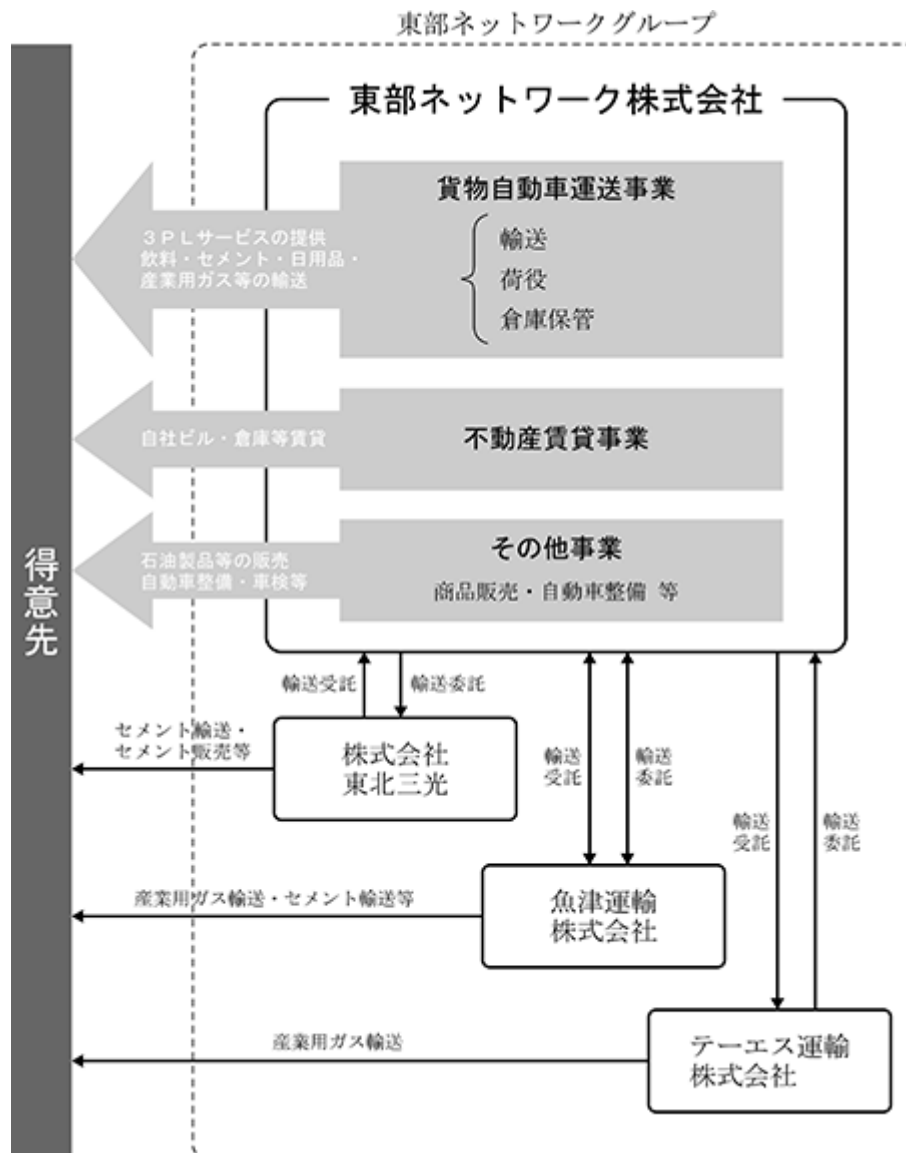 東部ネットワークグループ
東部ネットワーク株式会社
貨物自動車運送事業
輸送
荷役
倉庫保管
3PLサービスの提供
飲料・セメント・日用品・
産業用ガス等の輸送
不動産賃貸事業
自社ビル・倉庫等賃貸
その他事業
商品販売・自動車整備 等
石油製品等の販売
自動車整備・車検等
得意先
輸送受託
輸送委託
セメント輸送・
セメント販売等
株式会社
東北三光
輸送
受託
輸送
委託
輸送
受託
輸送
委託
産業用ガス輸送・セメント輸送等
魚津運輸
株式会社
産業用ガス輸送
テーエス運輸
株式会社